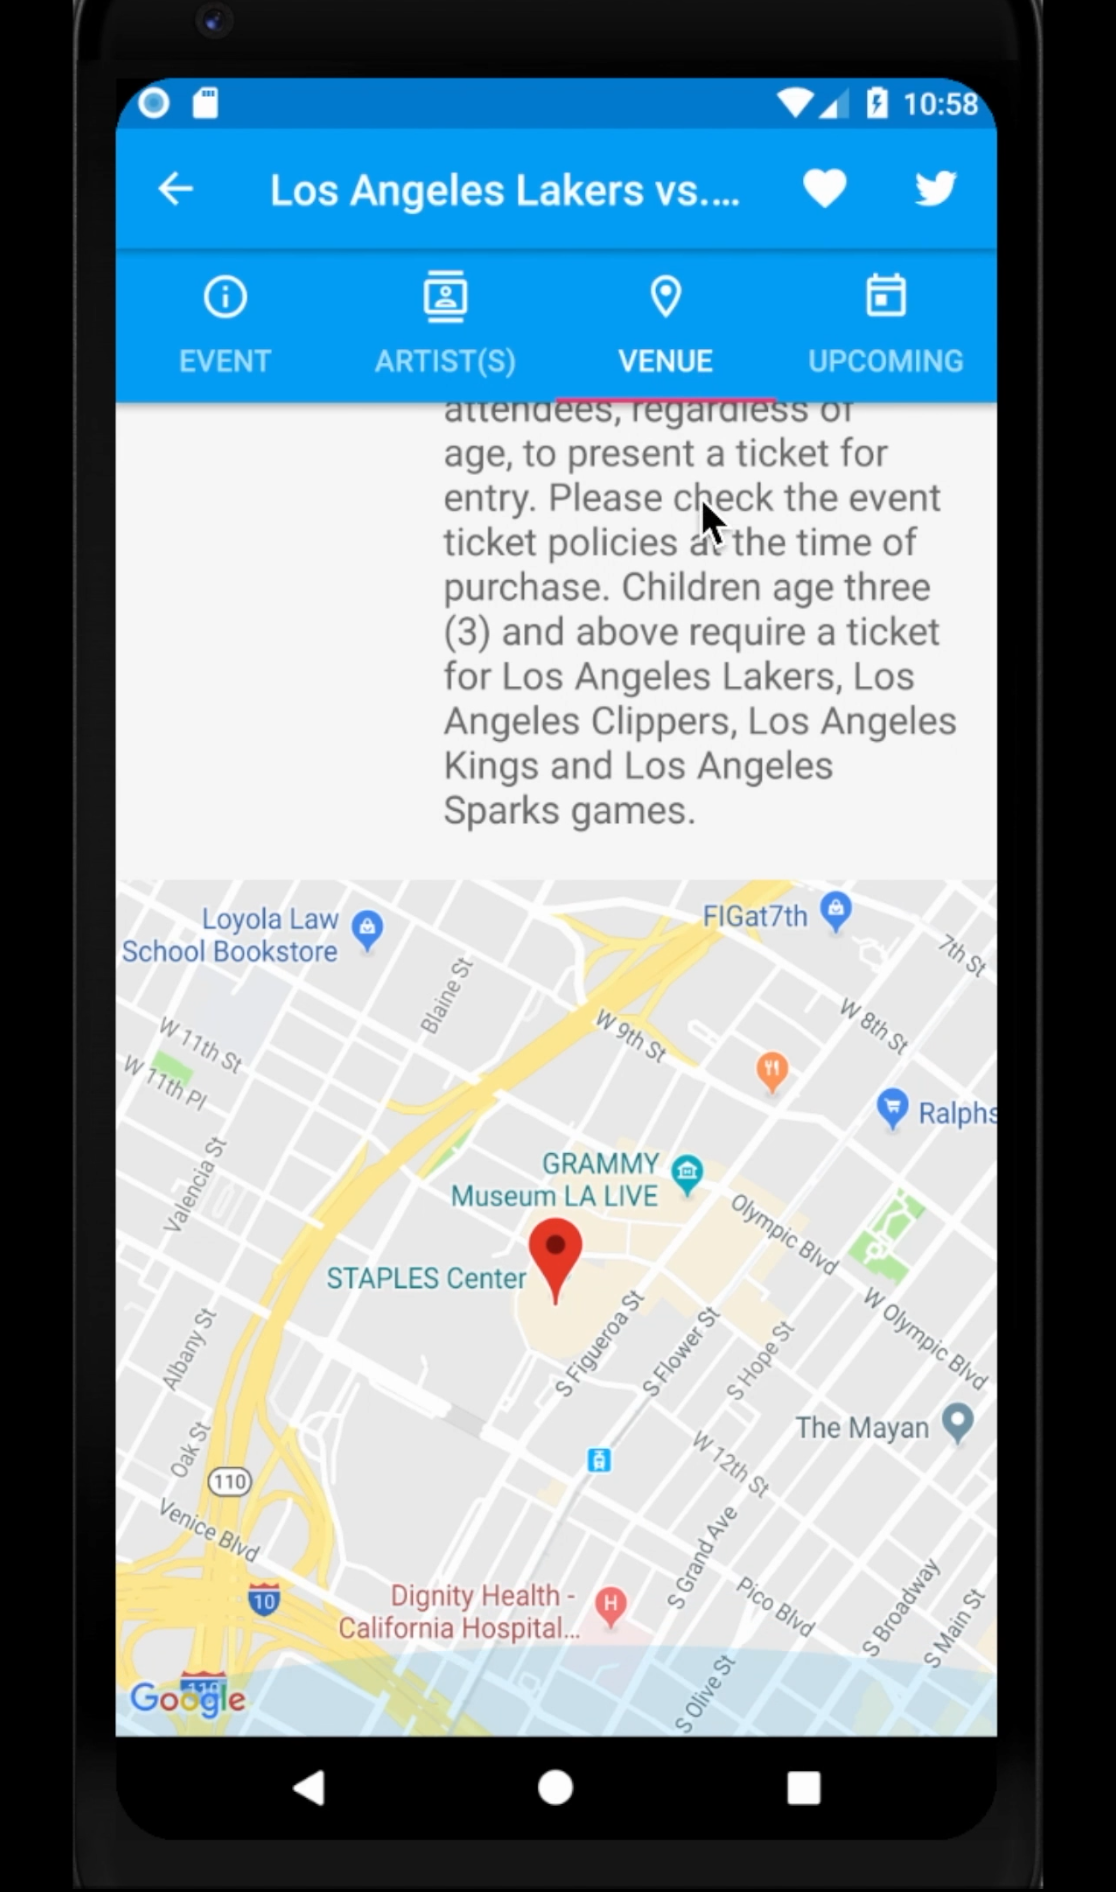 10:58
Los Angeles Lakers vs....
EVENT
ARTIST(S)
VENUE
UPCOMING
attendees, regardless of
age, to present a ticket for
entry. Please check the event
ticket policies at the time of
purchase. Children age three
(3) and above require a ticket
for Los Angeles Lakers, Los
Angeles Clippers, Los Angeles
Kings and Los Angeles
Sparks games.
Loyola Law
School Bookstore
FIGat7th
7th St
Blaine St
W 11th St
W 9th St
W 8th St
W 11th Pl
Ralphs
Valencia St
GRAMMY
Museum LA LIVE
Olympic Blvd
STAPLES Center
W Olympic Blvd
Albany St
S Figueroa St
S Flower St
S Hope St
The Mayan
Oak St
W 12th St
110
Venice Blvd
S Grand Ave
10
Dignity Health -
California Hospital...
Pico Blvd
S Broadway
S Main St
H
S Olive St
110
Google